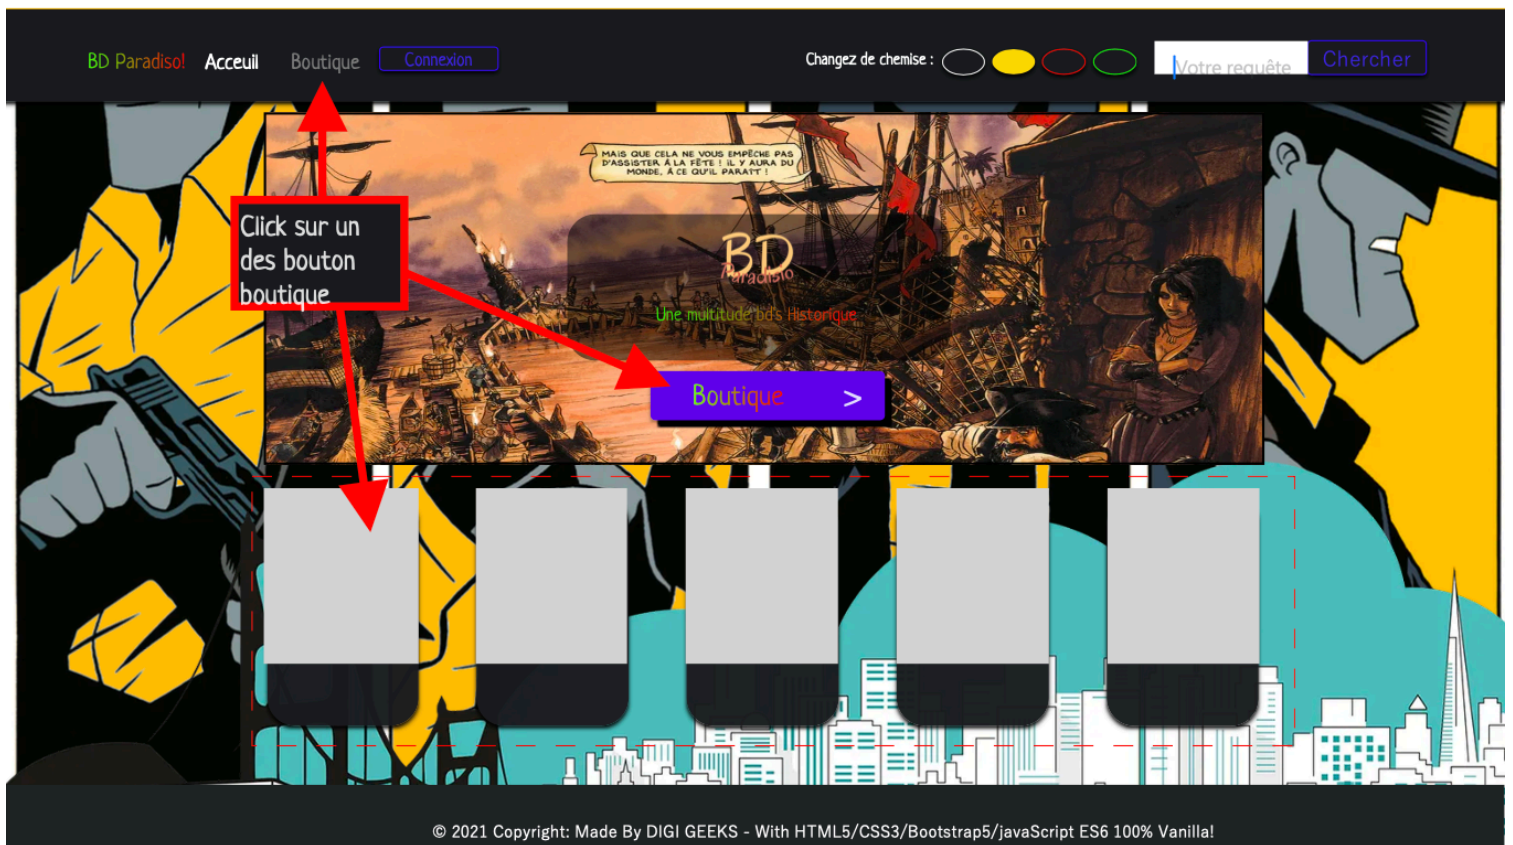 BD Paradiso! Acceuil Boutique Connexion Changez de chemise : Votre requête Chercher
MAIS QUE CELA NE VOUS EMPÊCHE PAS
D'ASSISTER À LA FÊTE ! IL Y AURA DU
MONDE, À CE QU'IL PARAÎT !
Click sur un
des bouton
boutique
BD
Paradisio
Une multitude bd's Historique
Boutique >
© 2021 Copyright: Made By DIGI GEEKS - With HTML5/CSS3/Bootstrap5/javaScript ES6 100% Vanilla!